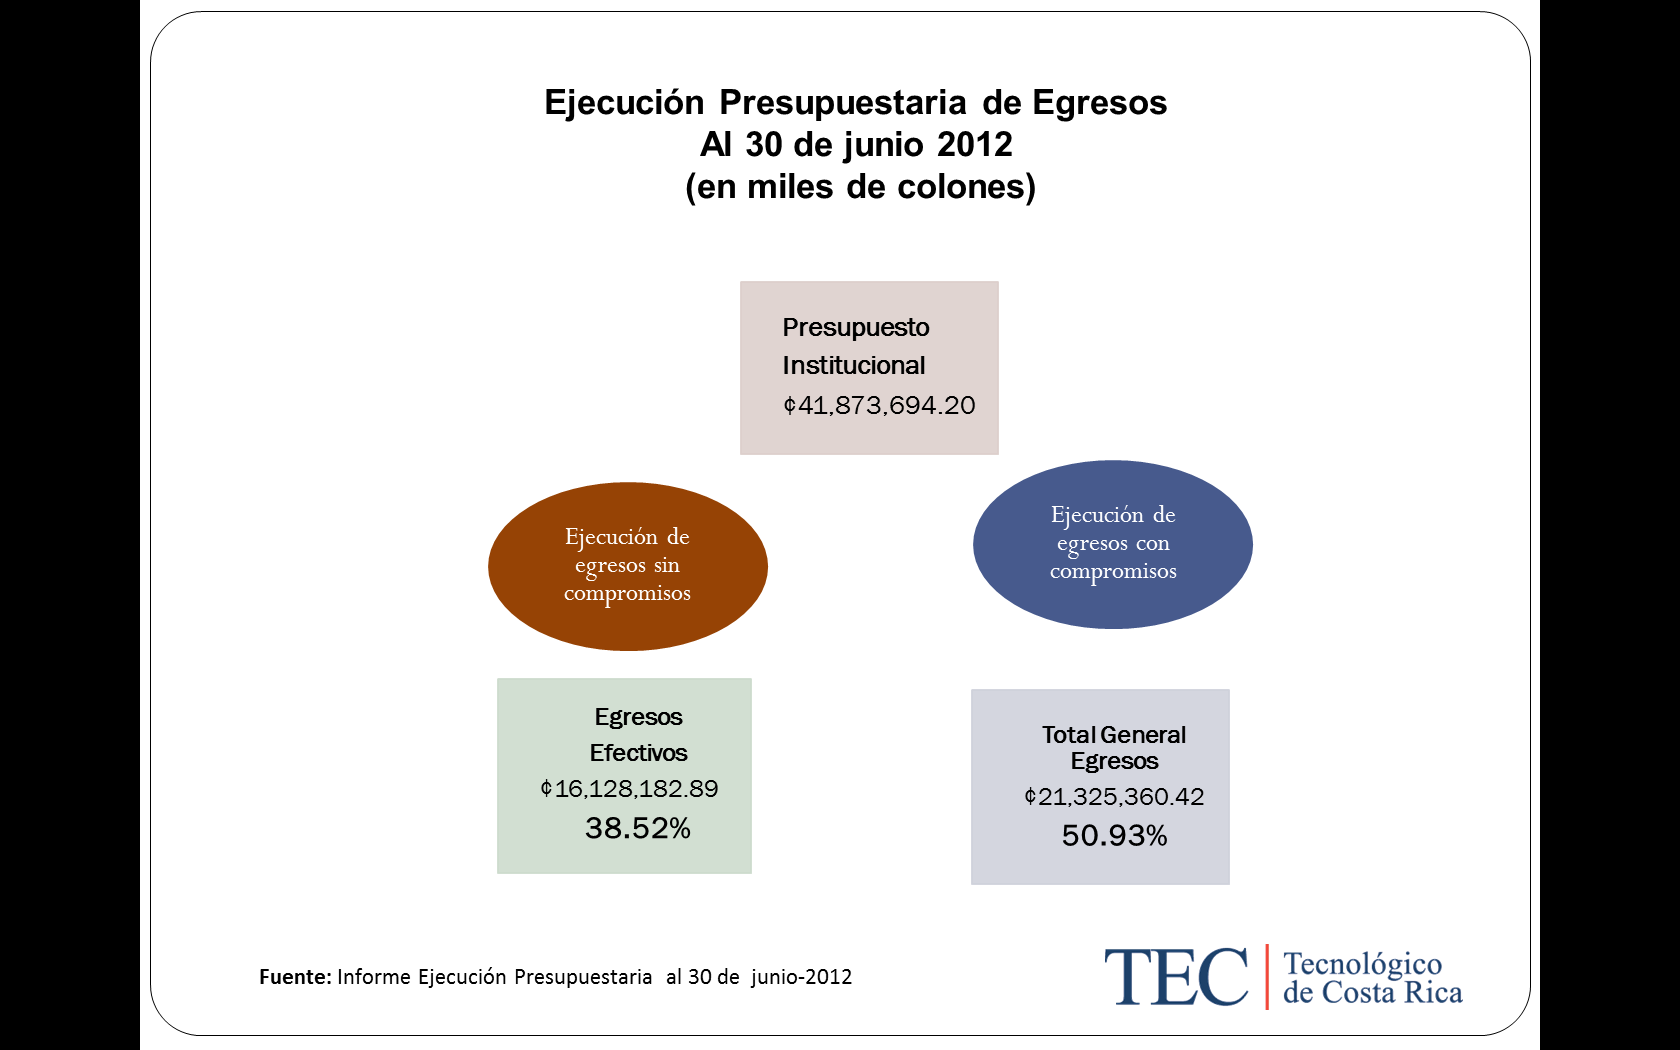 Ejecución Presupuestaria de Egresos
Al 30 de junio 2012
(en miles de colones)
Presupuesto
Institucional
¢41,873,694.20
Ejecución de
egresos sin
compromisos
Ejecución de
egresos con
compromisos
Egresos
Efectivos
¢16,128,182.89
38.52%
Total General
Egresos
¢21,325,360.42
50.93%
Fuente: Informe Ejecución Presupuestaria al 30 de junio-2012
TEC
Tecnológico
de Costa Rica